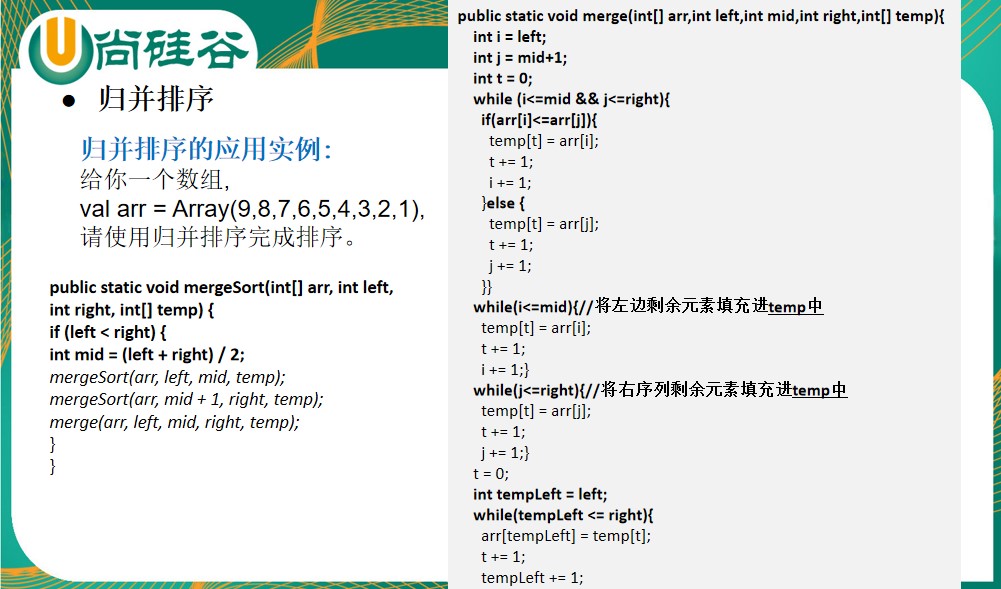 尚硅谷
● 归并排序
归并排序的应用实例:
给你一个数组,
val arr = Array(9,8,7,6,5,4,3,2,1),
请使用归并排序完成排序。
public static void mergeSort(int[] arr, int left,
int right, int[] temp) {
if (left < right) {
int mid = (left + right) / 2;
mergeSort(arr, left, mid, temp);
mergeSort(arr, mid + 1, right, temp);
merge(arr, left, mid, right, temp);
}
}
public static void merge(int[] arr,int left,int mid,int right,int[] temp){
int i = left;
int j = mid+1;
int t = 0;
while (i<=mid && j<=right){
if(arr[i]<=arr[j]){
temp[t] = arr[i];
t += 1;
i += 1;
}else {
temp[t] = arr[j];
t += 1;
j += 1;
}}
while(i<=mid){//将左边剩余元素填充进temp中
temp[t] = arr[i];
t += 1;
i += 1;}
while(j<=right){//将右序列剩余元素填充进temp中
temp[t] = arr[j];
t += 1;
j += 1;}
t = 0;
int tempLeft = left;
while(tempLeft <= right){
arr[tempLeft] = temp[t];
t += 1;
tempLeft += 1;